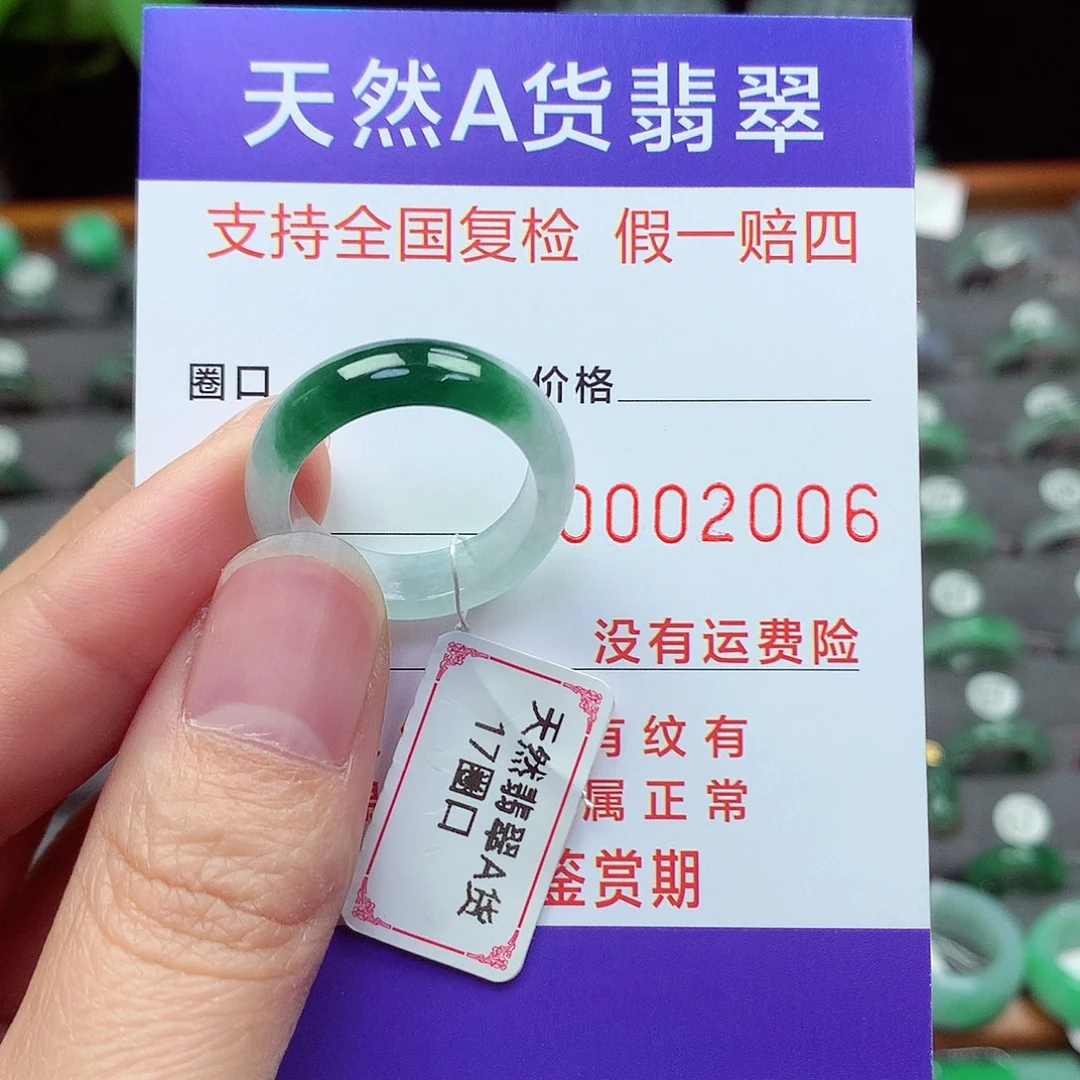 天然A货翡翠
支持全国复检 假一赔四
圈口 价格
0002006
没有运费险
有纹有
属正常
鉴赏期
天然翡翠A货
17圈口